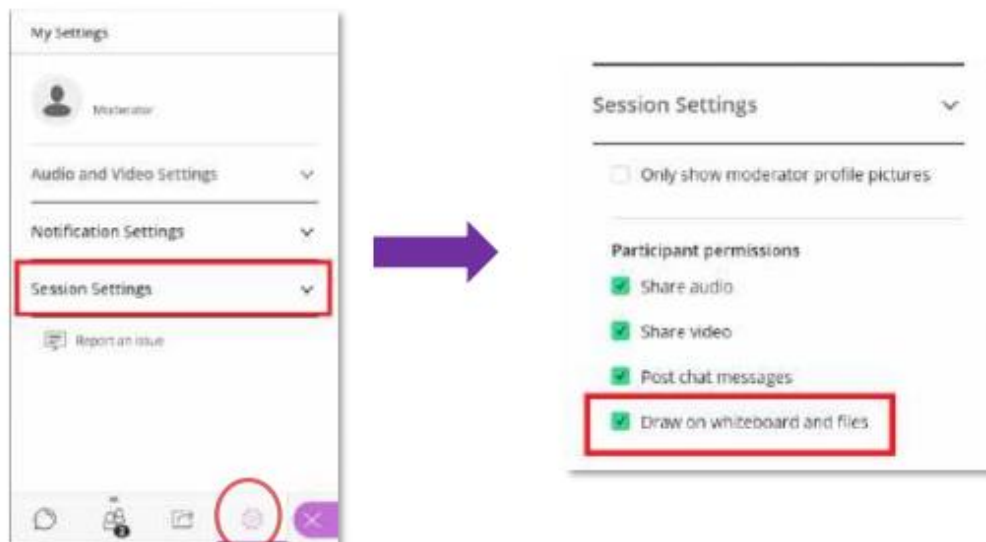 My Settings
Moderator
Audio and Video Settings
Notification Settings
Session Settings
Report an issue
2
Session Settings
Only show moderator profile pictures
Participant permissions
Share audio
Share video
Post chat messages
Draw on whiteboard and files